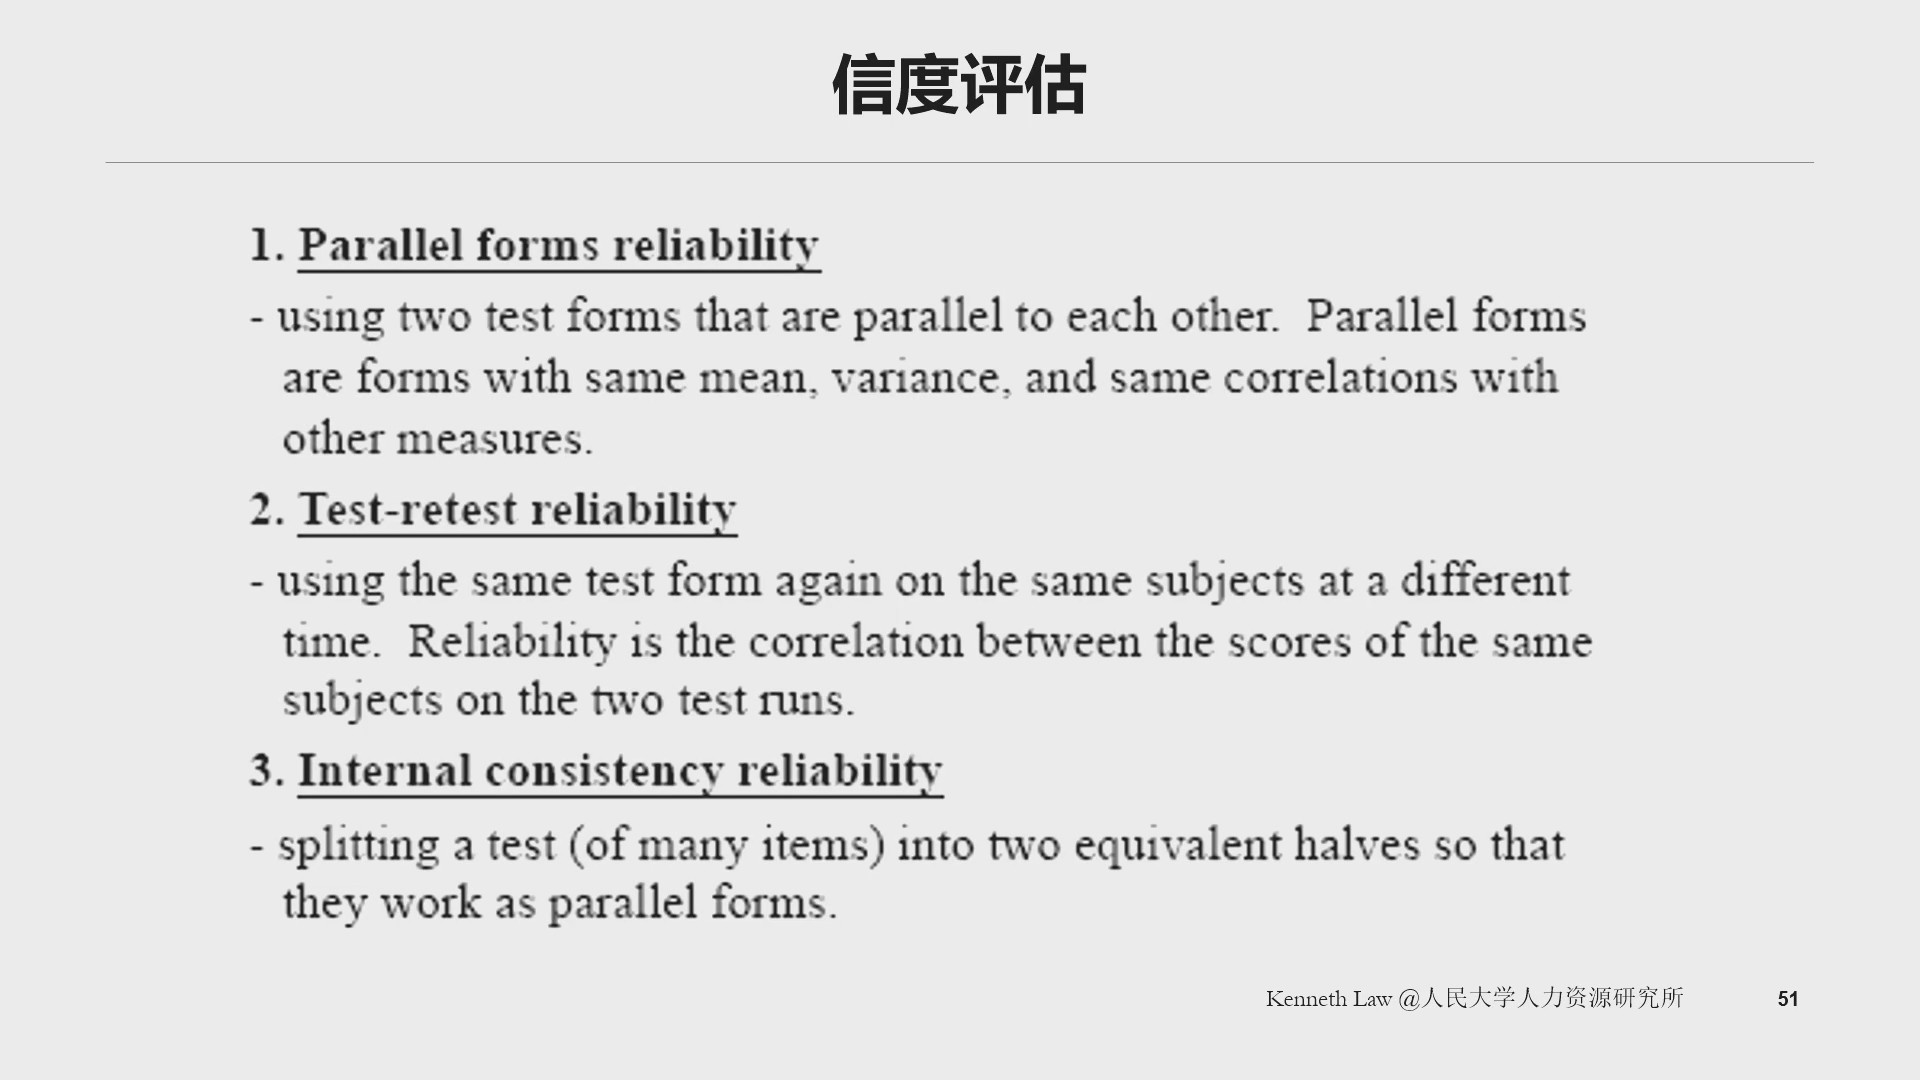 信度评估
1. Parallel forms reliability
- using two test forms that are parallel to each other. Parallel forms
are forms with same mean, variance, and same correlations with
other measures.
2. Test-retest reliability
- using the same test form again on the same subjects at a different
time. Reliability is the correlation between the scores of the same
subjects on the two test runs.
3. Internal consistency reliability
- splitting a test (of many items) into two equivalent halves so that
they work as parallel forms.
Kenneth Law @人民大学人力资源研究所 51